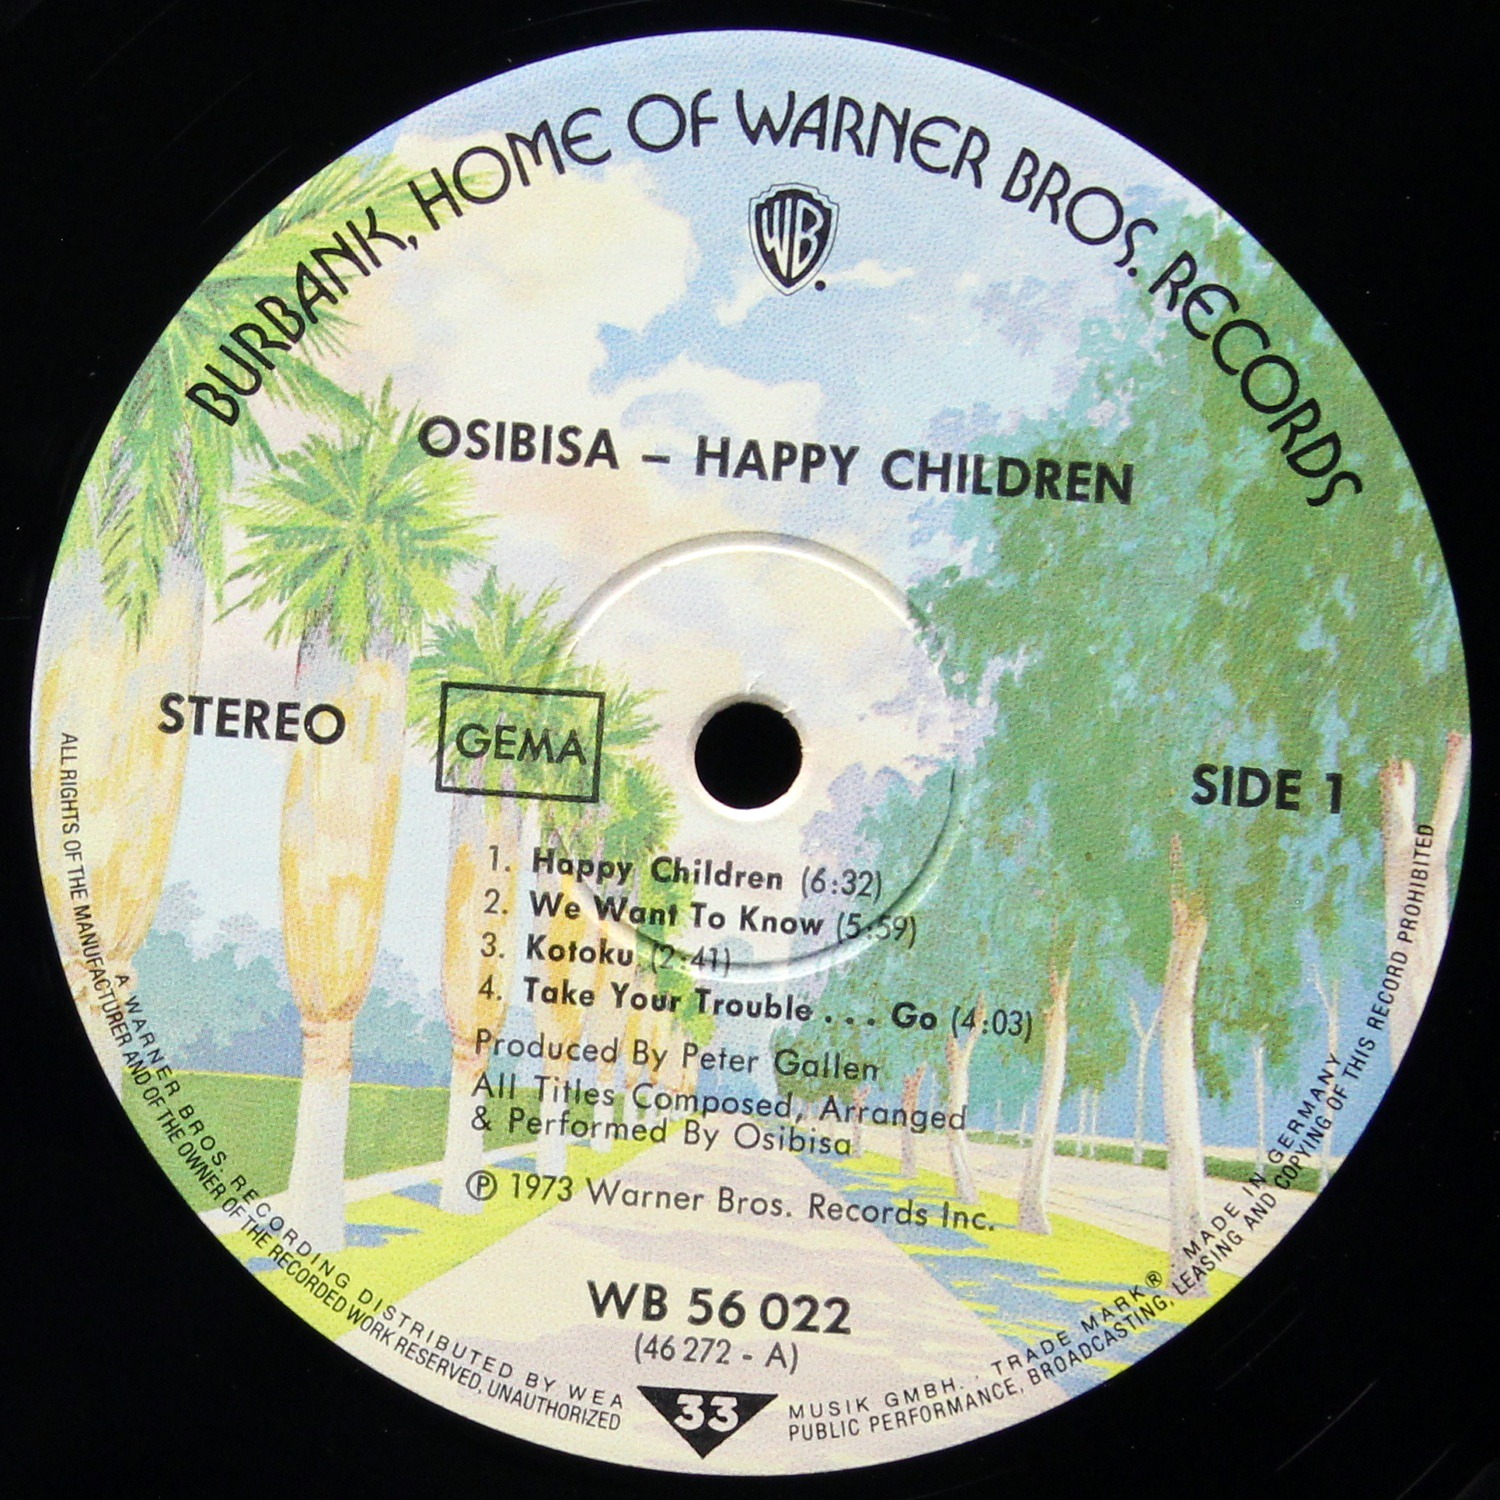 BURBANK, HOME OF WARNER BROS. RECORDS
WB
OSIBISA – HAPPY CHILDREN
STEREO
GEMA
SIDE 1
1. Happy Children (6:32)
2. We Want To Know (5:59)
3. Kotoku (2:41)
4. Take Your Trouble . . . Go (4:03)
Produced By Peter Gallen
All Titles Composed, Arranged
& Performed By Osibisa
℗ 1973 Warner Bros. Records Inc.
WB 56 022
(46 272 - A)
33
A WARNER BROS. RECORDING DISTRIBUTED BY WEA MUSIK GMBH. . TRADE MARK® MADE IN GERMANY
ALL RIGHTS OF THE MANUFACTURER AND OF THE OWNER OF THE RECORDED WORK RESERVED, UNAUTHORIZED PUBLIC PERFORMANCE, BROADCASTING, LEASING AND COPYING OF THIS RECORD PROHIBITED